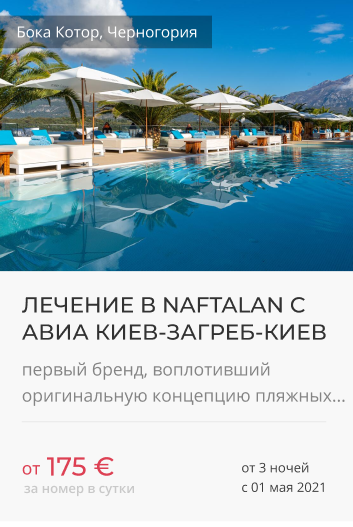 Бока Котор, Черногория
ЛЕЧЕНИЕ В NAFTALAN С
АВИА КИЕВ-ЗАГРЕБ-КИЕВ
первый бренд, воплотивший
оригинальную концепцию пляжных...
от 175 €
за номер в сутки
от 3 ночей
с 01 мая 2021